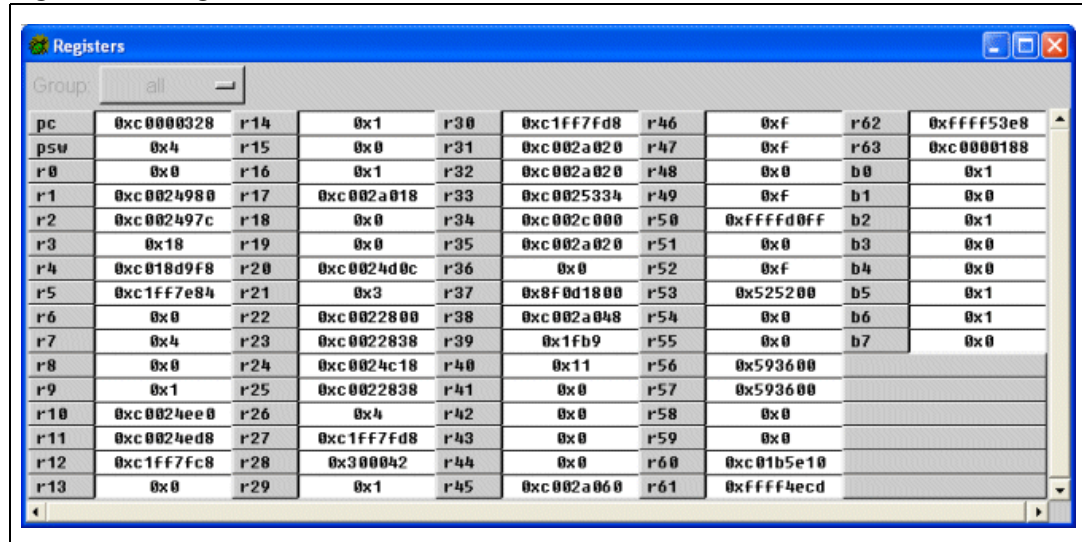 Registers
Group: all
pc 0xc0000328 r14 0x1 r30 0xc1ff7fd8 r46 0xf r62 0xffff53e8
psw 0x4 r15 0x0 r31 0xc002a020 r47 0xf r63 0xc0000188
r0 0x0 r16 0x1 r32 0xc002a020 r48 0x0 b0 0x1
r1 0xc0024980 r17 0xc002a018 r33 0xc0025334 r49 0xf b1 0x0
r2 0xc002497c r18 0x0 r34 0xc002c000 r50 0xffffd0ff b2 0x1
r3 0x18 r19 0x0 r35 0xc002a020 r51 0x0 b3 0x0
r4 0xc018d9f8 r20 0xc0024d0c r36 0x0 r52 0xf b4 0x0
r5 0xc1ff7e84 r21 0x3 r37 0x8f0d1800 r53 0x525200 b5 0x1
r6 0x0 r22 0xc0022800 r38 0xc002a048 r54 0x0 b6 0x1
r7 0x4 r23 0xc0022838 r39 0x1fb9 r55 0x0 b7 0x0
r8 0x0 r24 0xc0024c18 r40 0x11 r56 0x593600
r9 0x1 r25 0xc0022838 r41 0x0 r57 0x593600
r10 0xc0024ee0 r26 0x4 r42 0x0 r58 0x0
r11 0xc0024ed8 r27 0xc1ff7fd8 r43 0x0 r59 0x0
r12 0xc1ff7fc8 r28 0x300042 r44 0x0 r60 0xc01b5e10
r13 0x0 r29 0x1 r45 0xc002a060 r61 0xffff4ecd